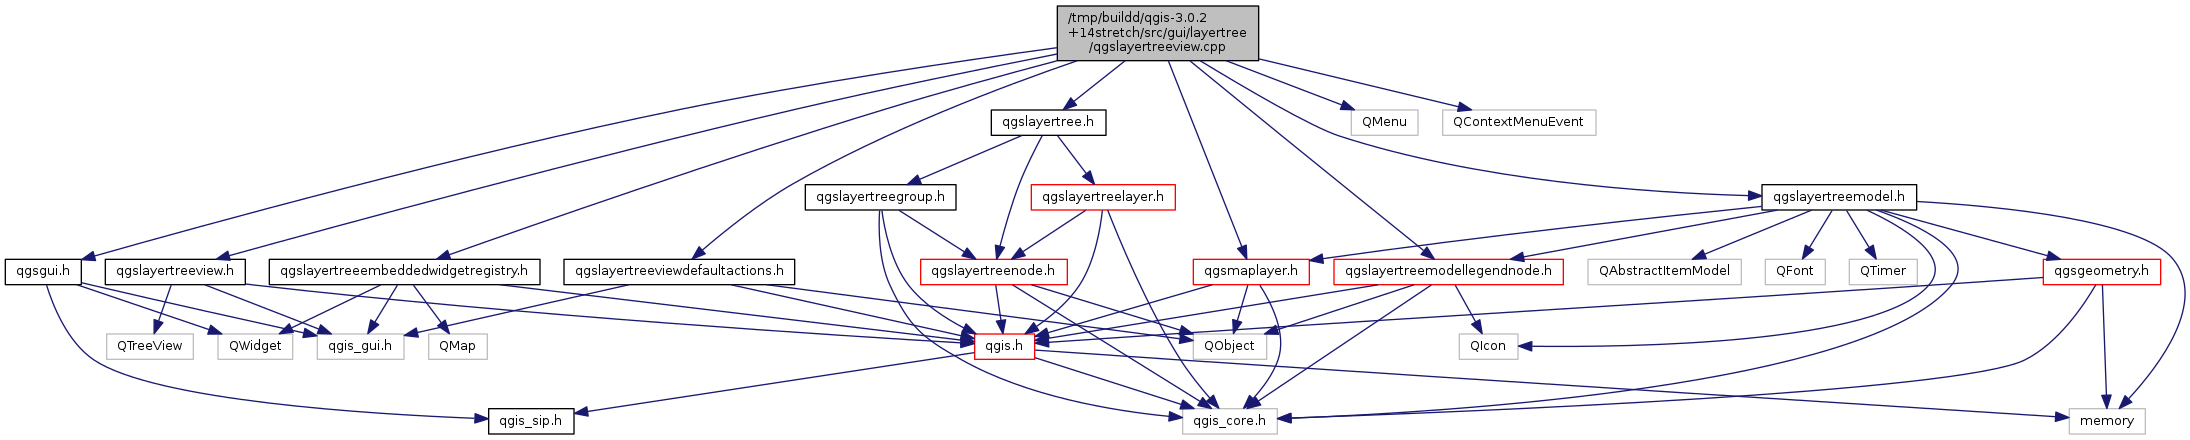 /tmp/buildd/qgis-3.0.2
+14stretch/src/gui/layertree
/qgslayertreeview.cpp
qgslayertree.h
QMenu
QContextMenuEvent
qgslayertreegroup.h
qgslayertreelayer.h
qgslayertreemodel.h
qgsgui.h
qgslayertreeview.h
qgslayertreeembeddedwidgetregistry.h
qgslayertreeviewdefaultactions.h
qgslayertreenode.h
qgsmaplayer.h
qgslayertreemodellegendnode.h
QAbstractItemModel
QFont
QTimer
qgsgeometry.h
QTreeView
QWidget
qgis_gui.h
QMap
qgis.h
QObject
QIcon
qgis_sip.h
qgis_core.h
memory